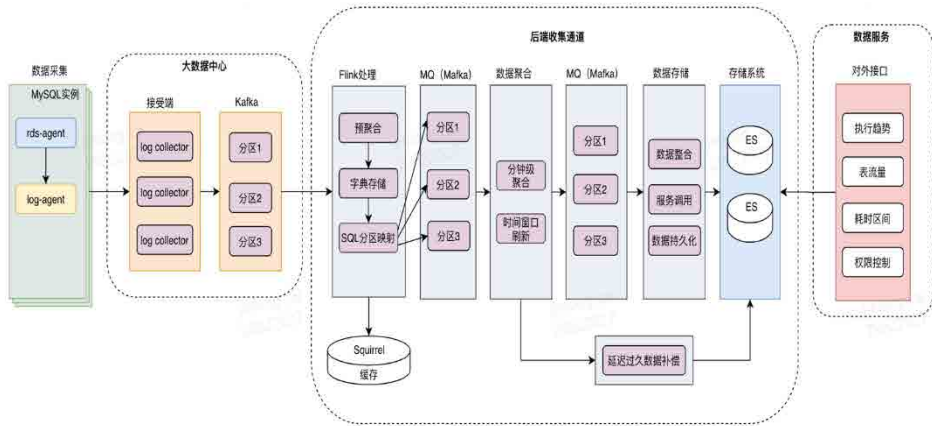 数据采集
MySQL实例
rds-agent
log-agent
大数据中心
接受端
log collector
log collector
log collector
Kafka
分区1
分区2
分区3
后端收集通道
Flink处理
预聚合
字典存储
SQL分区映射
Squirrel
缓存
MQ（Mafka）
分区1
分区2
分区3
数据聚合
分钟级
聚合
时间窗口
刷新
MQ（Mafka）
分区1
分区2
分区3
数据存储
数据整合
服务调用
数据持久化
延迟过久数据补偿
存储系统
ES
ES
数据服务
对外接口
执行趋势
表流量
耗时区间
权限控制